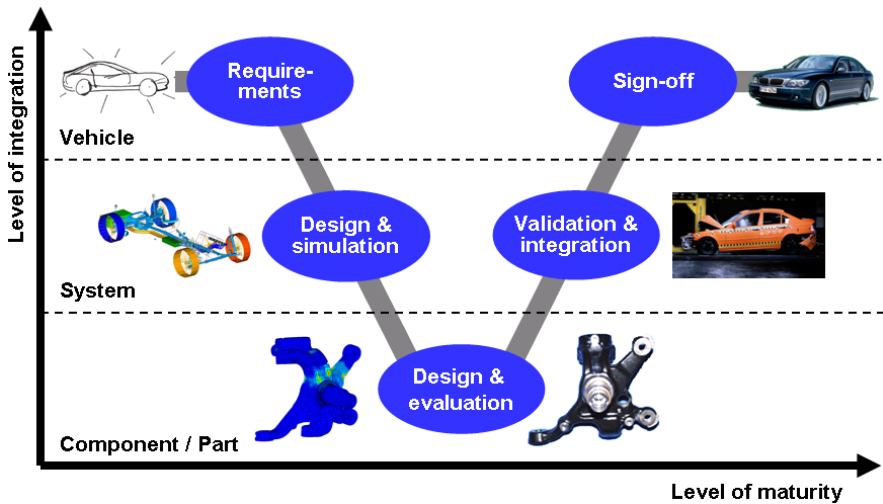 Level of integration
Require-
ments
Sign-off
Vehicle
Design &
simulation
Validation &
integration
System
Design &
evaluation
Component / Part
Level of maturity